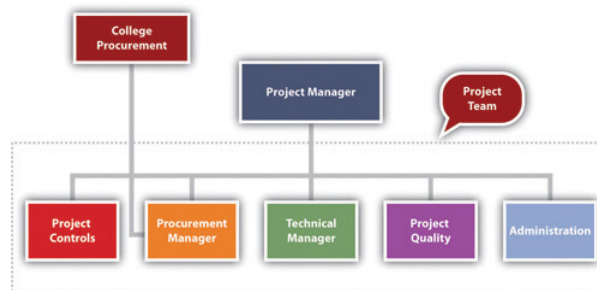 College
Procurement
Project Manager
Project
Team
Project
Controls
Procurement
Manager
Technical
Manager
Project
Quality
Administration